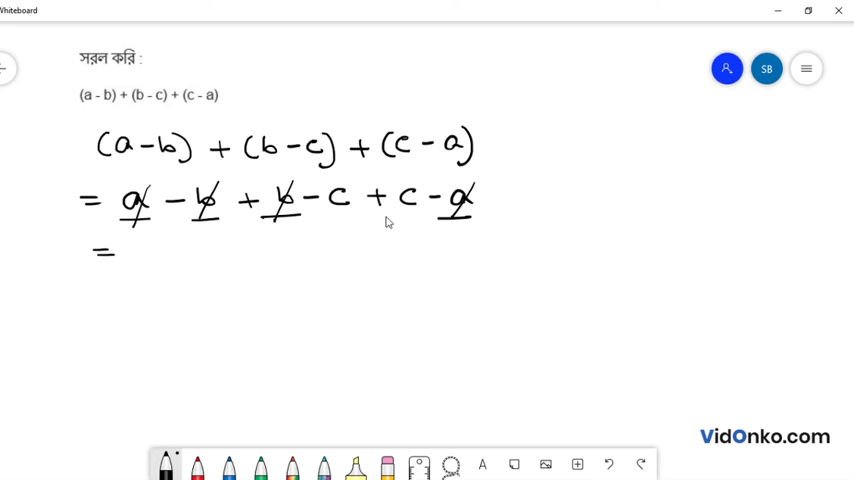 Whiteboard
সরল করি :
SB
(a - b) + (b - c) + (c - a)
(a - b) + (b - c) + (c - a)
= a - b + b - c + c - a
=
VidOnko.com
A